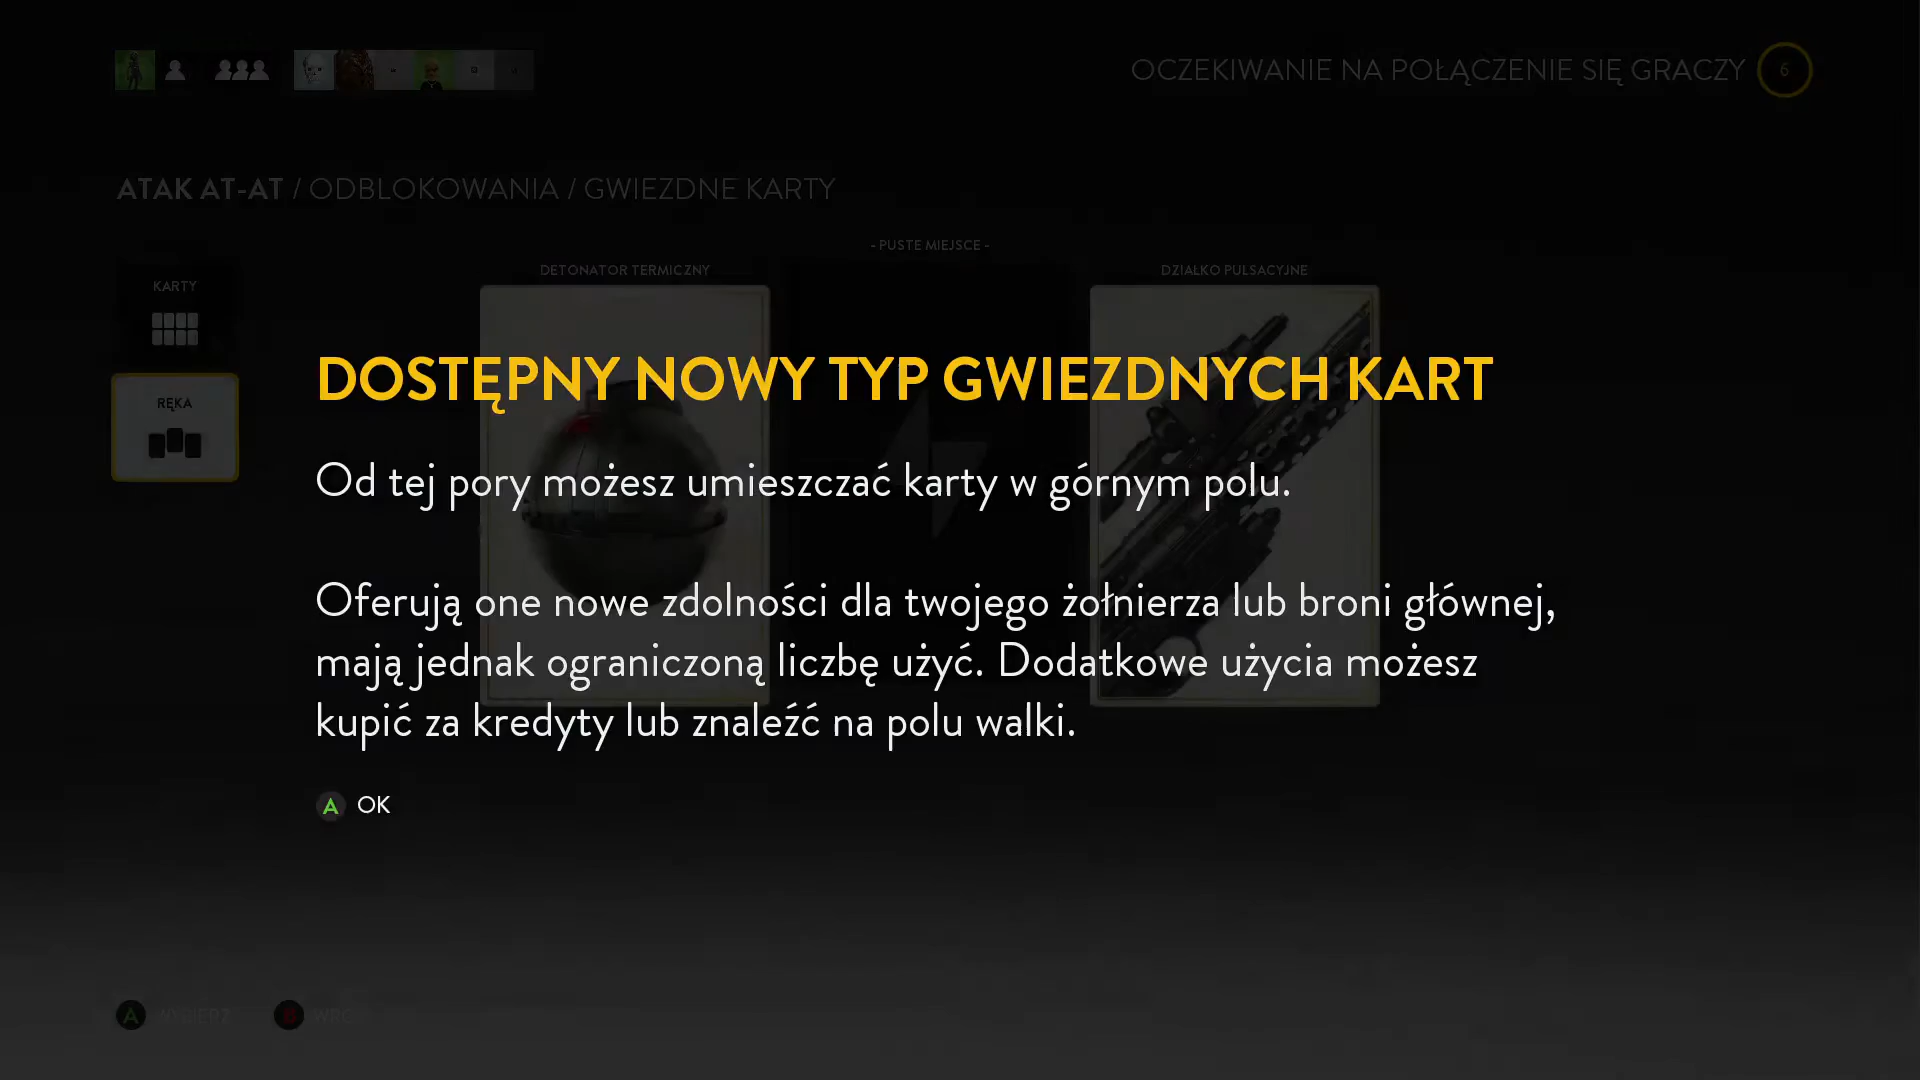 OCZEKIWANIE NA POŁĄCZENIE SIĘ GRACZY 6
ATAK AT-AT / ODBLOKOWANIA / GWIEZDNE KARTY
- PUSTE MIEJSCE -
DETONATOR TERMICZNY
DZIAŁKO PULSACYJNE
KARTY
RĘKA
DOSTĘPNY NOWY TYP GWIEZDNYCH KART
Od tej pory możesz umieszczać karty w górnym polu.
Oferują one nowe zdolności dla twojego żołnierza lub broni głównej,
mają jednak ograniczoną liczbę użyć. Dodatkowe użycia możesz
kupić za kredyty lub znaleźć na polu walki.
A OK
A WYBIERZ B WRÓĆ